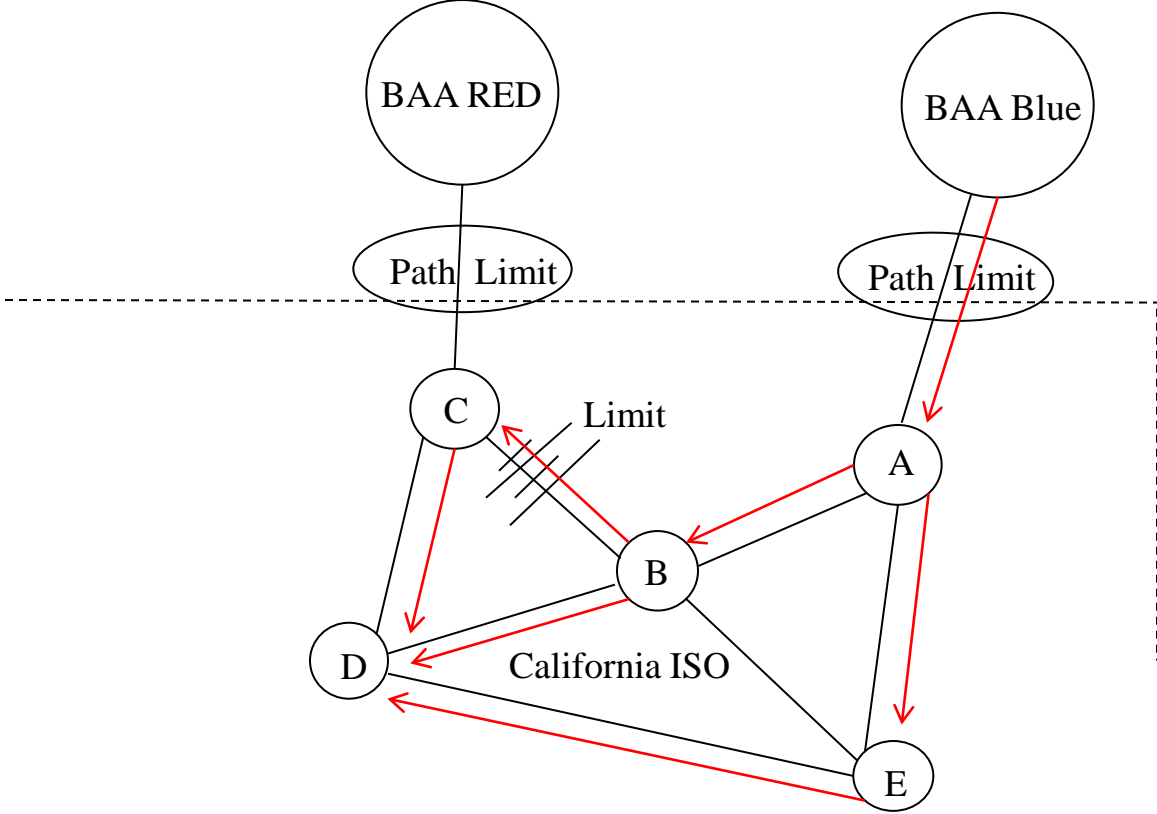 BAA RED
BAA Blue
Path Limit
Path Limit
C
Limit
A
B
D
California ISO
E